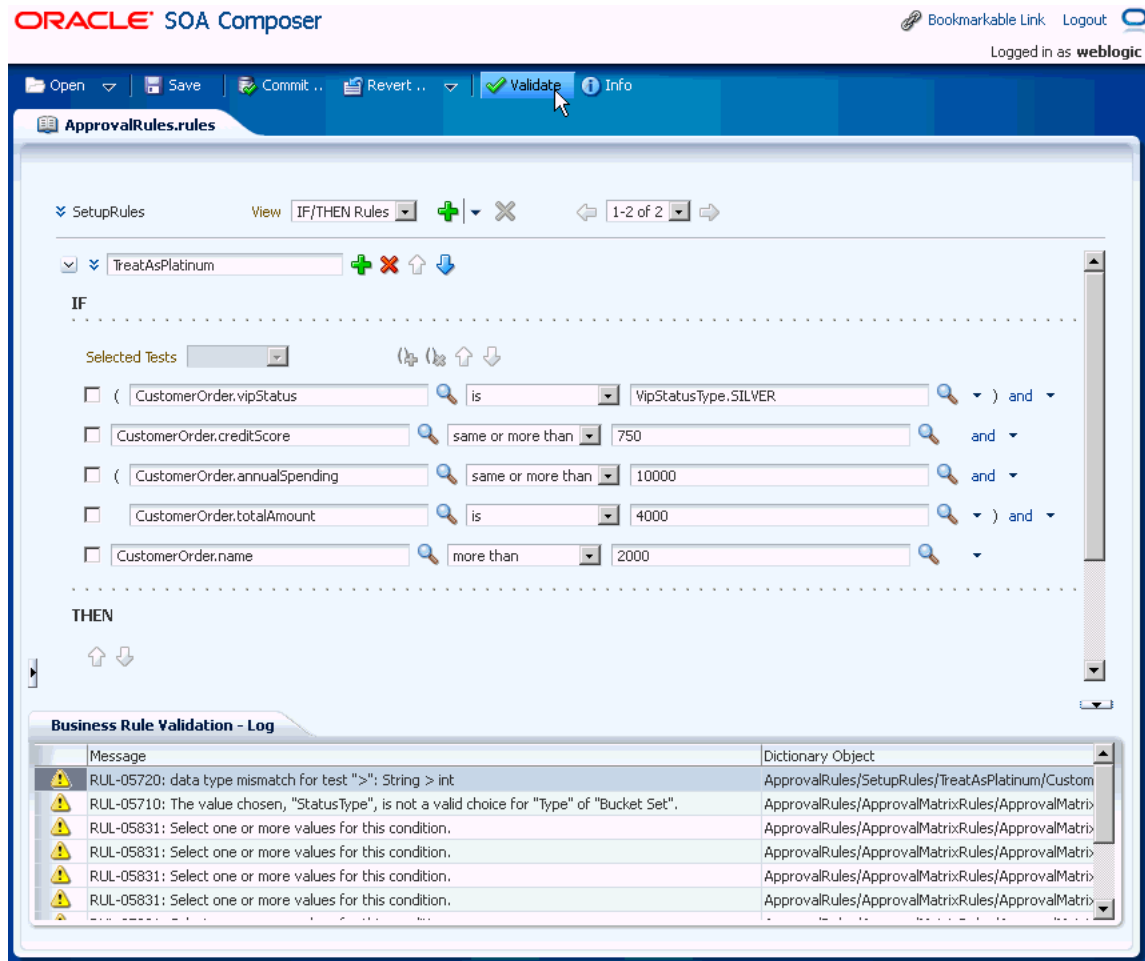 ORACLE SOA Composer Bookmarkable Link Logout
Logged in as weblogic
Open Save Commit .. Revert .. Validate Info
ApprovalRules.rules
SetupRules View IF/THEN Rules 1-2 of 2
TreatAsPlatinum
IF
Selected Tests
( CustomerOrder.vipStatus is VipStatusType.SILVER ) and
CustomerOrder.creditScore same or more than 750 and
( CustomerOrder.annualSpending same or more than 10000 and
CustomerOrder.totalAmount is 4000 ) and
CustomerOrder.name more than 2000
THEN
Business Rule Validation - Log
Message Dictionary Object
RUL-05720: data type mismatch for test ">": String > int ApprovalRules/SetupRules/TreatAsPlatinum/Custom
RUL-05710: The value chosen, "StatusType", is not a valid choice for "Type" of "Bucket Set". ApprovalRules/ApprovalMatrixRules/ApprovalMatrix
RUL-05831: Select one or more values for this condition. ApprovalRules/ApprovalMatrixRules/ApprovalMatrix
RUL-05831: Select one or more values for this condition. ApprovalRules/ApprovalMatrixRules/ApprovalMatrix
RUL-05831: Select one or more values for this condition. ApprovalRules/ApprovalMatrixRules/ApprovalMatrix
RUL-05831: Select one or more values for this condition. ApprovalRules/ApprovalMatrixRules/ApprovalMatrix